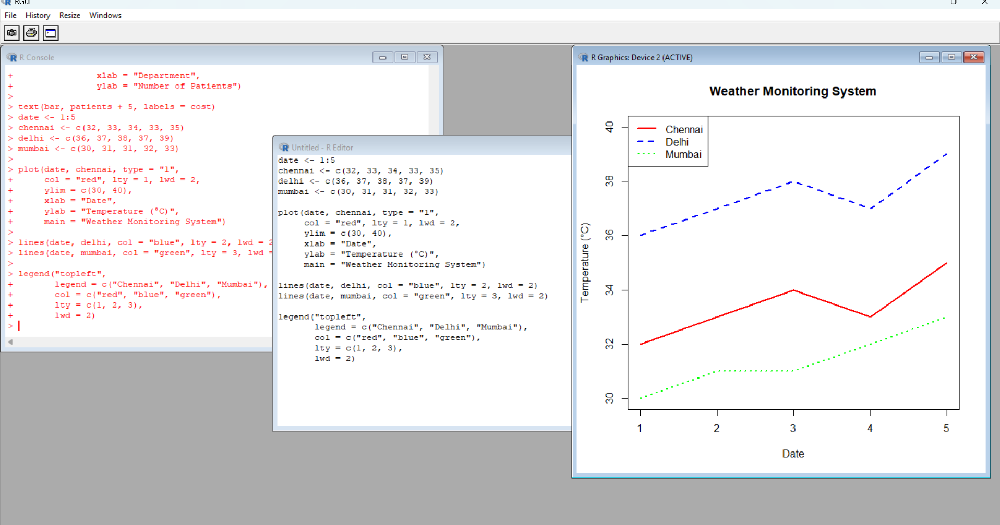 RGui
File History Resize Windows
R Console
+                xlab = "Department",
+                ylab = "Number of Patients")
>
> text(bar, patients + 5, labels = cost)
> date <- 1:5
> chennai <- c(32, 33, 34, 33, 35)
> delhi <- c(36, 37, 38, 37, 39)
> mumbai <- c(30, 31, 31, 32, 33)
>
> plot(date, chennai, type = "l",
+      col = "red", lty = 1, lwd = 2,
+      ylim = c(30, 40),
+      xlab = "Date",
+      ylab = "Temperature (°C)",
+      main = "Weather Monitoring System")
>
> lines(date, delhi, col = "blue", lty = 2, lwd = 2
> lines(date, mumbai, col = "green", lty = 3, lwd =
>
> legend("topleft",
+        legend = c("Chennai", "Delhi", "Mumbai"),
+        col = c("red", "blue", "green"),
+        lty = c(1, 2, 3),
+        lwd = 2)
>
Untitled - R Editor
date <- 1:5
chennai <- c(32, 33, 34, 33, 35)
delhi <- c(36, 37, 38, 37, 39)
mumbai <- c(30, 31, 31, 32, 33)
plot(date, chennai, type = "l",
     col = "red", lty = 1, lwd = 2,
     ylim = c(30, 40),
     xlab = "Date",
     ylab = "Temperature (°C)",
     main = "Weather Monitoring System")
lines(date, delhi, col = "blue", lty = 2, lwd = 2)
lines(date, mumbai, col = "green", lty = 3, lwd = 2)
legend("topleft",
       legend = c("Chennai", "Delhi", "Mumbai"),
       col = c("red", "blue", "green"),
       lty = c(1, 2, 3),
       lwd = 2)
R Graphics: Device 2 (ACTIVE)
Weather Monitoring System
Chennai
Delhi
Mumbai
Temperature (°C)
40
38
36
34
32
30
1 2 3 4 5
Date